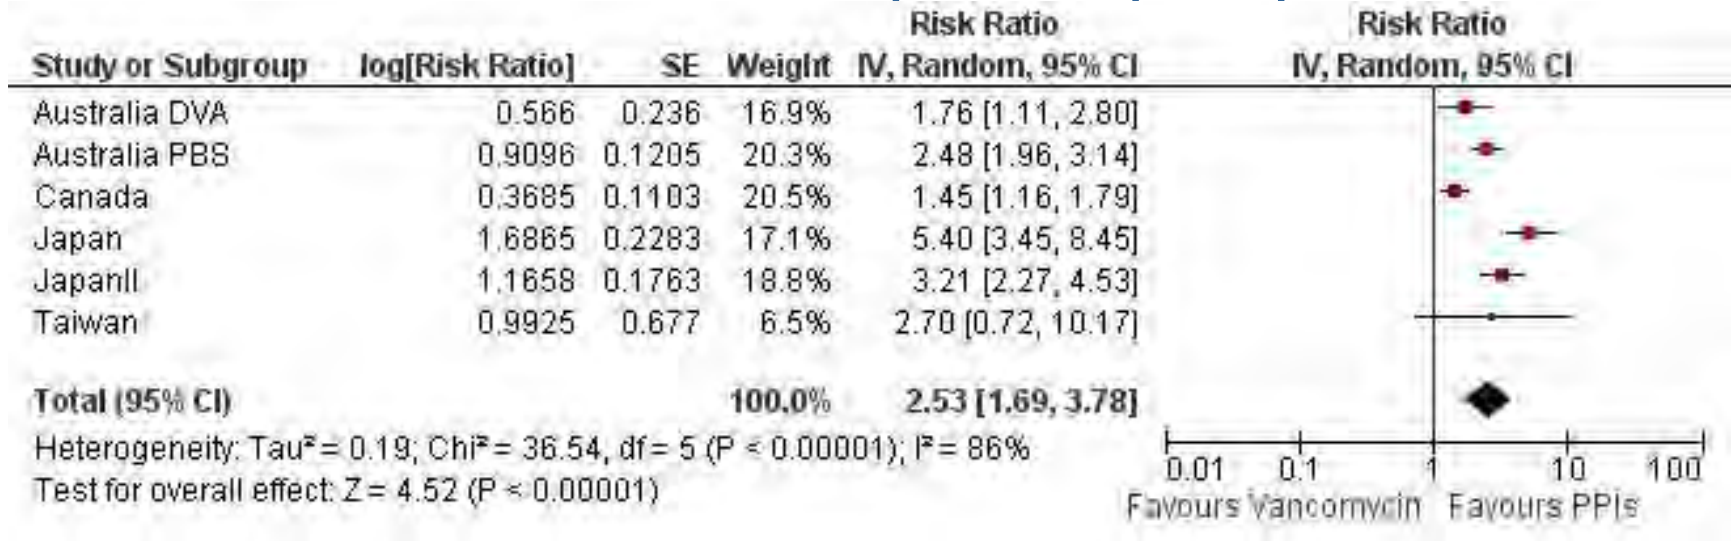 Risk Ratio Risk Ratio
Study or Subgroup log[Risk Ratio] SE Weight IV, Random, 95% CI IV, Random, 95% CI
Australia DVA 0.566 0.236 16.9% 1.76 [1.11, 2.80]
Australia PBS 0.9096 0.1205 20.3% 2.48 [1.96, 3.14]
Canada 0.3685 0.1103 20.5% 1.45 [1.16, 1.79]
Japan 1.6865 0.2283 17.1% 5.40 [3.45, 8.45]
JapanII 1.1658 0.1763 18.8% 3.21 [2.27, 4.53]
Taiwan 0.9925 0.677 6.5% 2.70 [0.72, 10.17]
Total (95% CI) 100.0% 2.53 [1.69, 3.78]
Heterogeneity: Tau² = 0.19; Chi² = 36.54, df = 5 (P < 0.00001); I² = 86%
Test for overall effect: Z = 4.52 (P < 0.00001)
0.01 0.1 1 10 100
Favours Vancomycin Favours PPIs